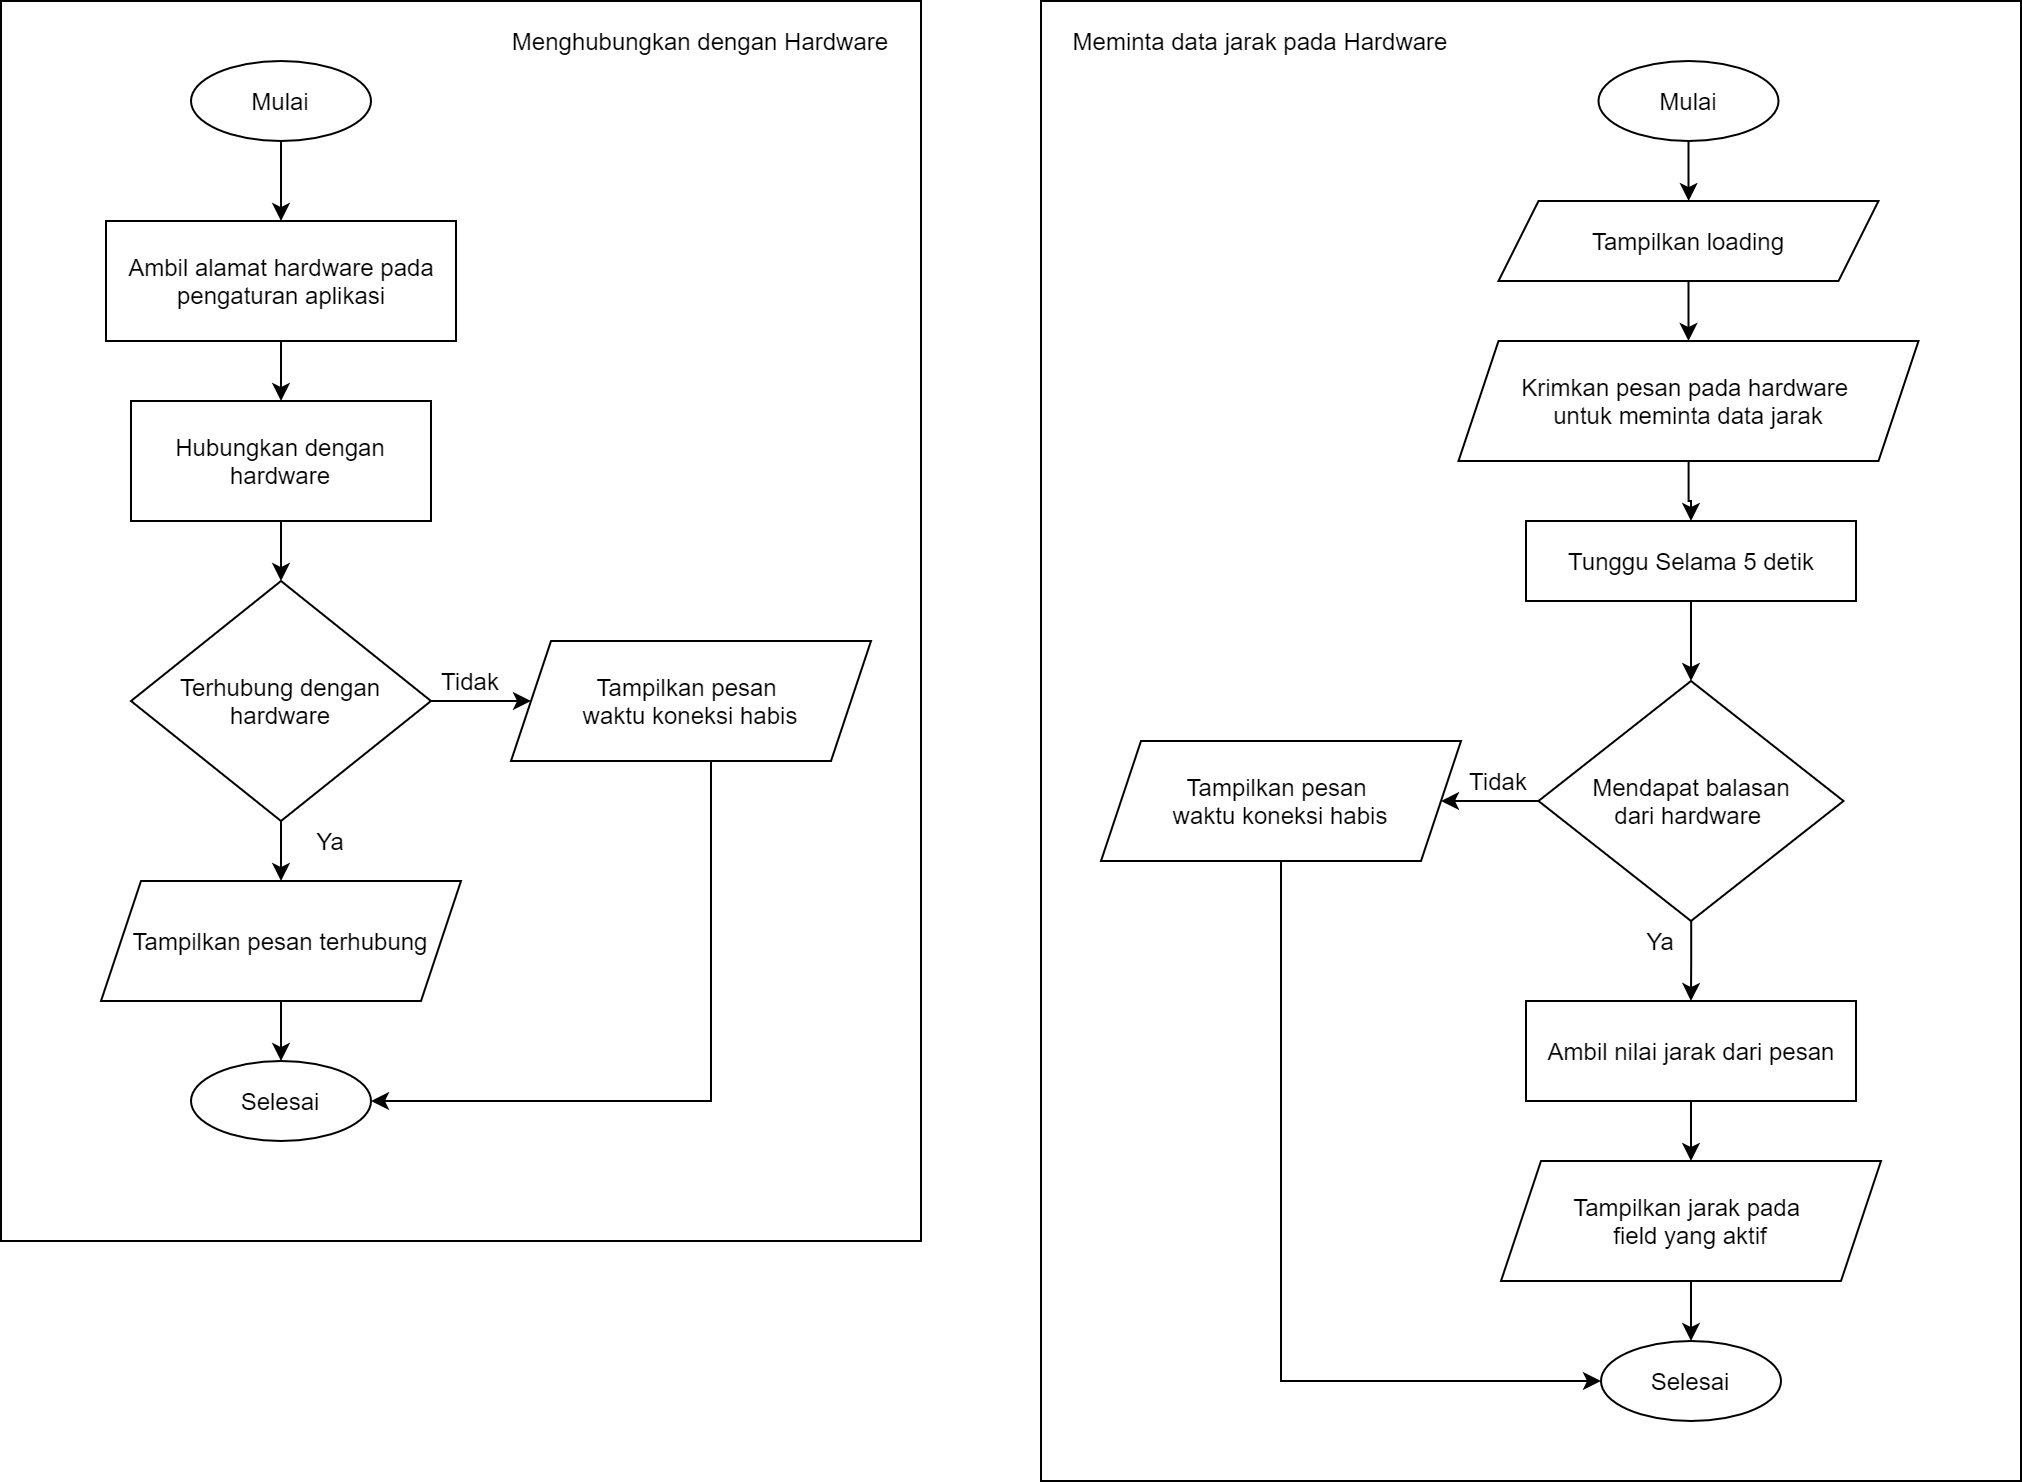 Menghubungkan dengan Hardware
Mulai
Ambil alamat hardware pada
pengaturan aplikasi
Hubungkan dengan
hardware
Terhubung dengan
hardware
Tidak
Tampilkan pesan
waktu koneksi habis
Ya
Tampilkan pesan terhubung
Selesai
Meminta data jarak pada Hardware
Mulai
Tampilkan loading
Krimkan pesan pada hardware
untuk meminta data jarak
Tunggu Selama 5 detik
Mendapat balasan
dari hardware
Tidak
Tampilkan pesan
waktu koneksi habis
Ya
Ambil nilai jarak dari pesan
Tampilkan jarak pada
field yang aktif
Selesai